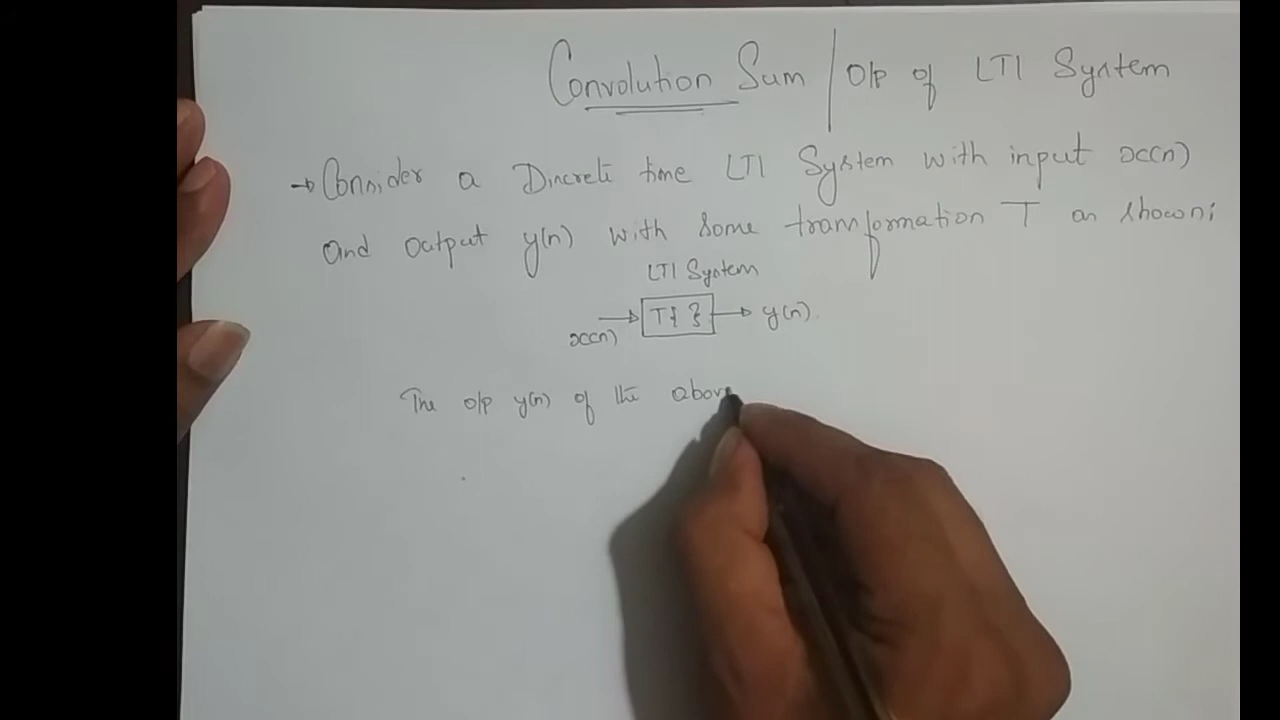 Convolution Sum | O/p of LTI System
→ Consider a Discrete time LTI System with input x(n)
and output y(n) with some transformation T as shown;
LTI System
x(n) → T{ } → y(n).
The o/p y(n) of the above